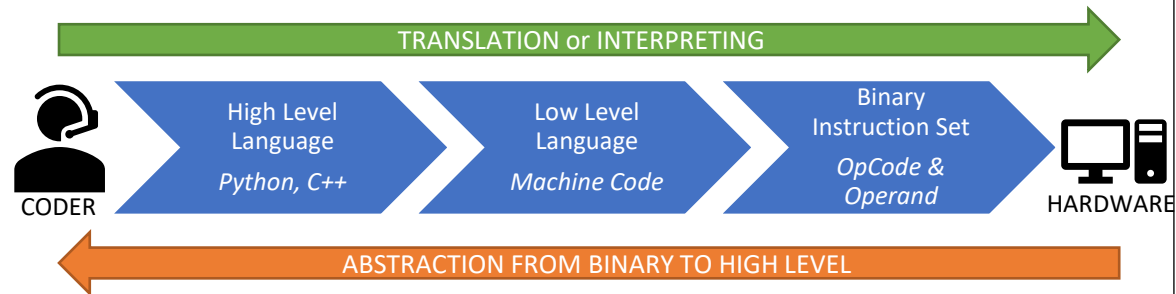 TRANSLATION or INTERPRETING
CODER
High Level
Language
Python, C++
Low Level
Language
Machine Code
Binary
Instruction Set
OpCode &
Operand
HARDWARE
ABSTRACTION FROM BINARY TO HIGH LEVEL